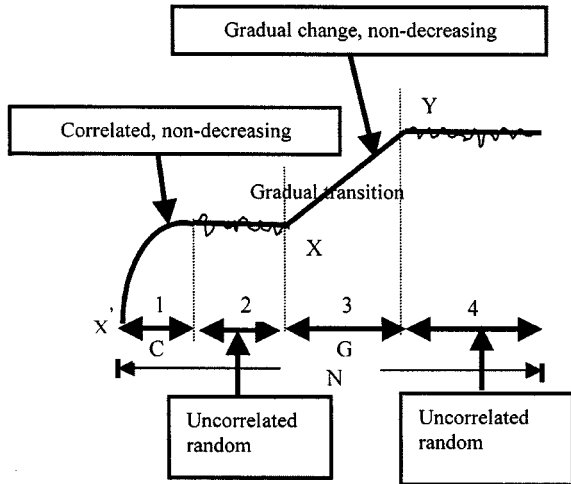 Gradual change, non-decreasing
Y
Correlated, non-decreasing
Gradual transition
X
X'
1
2
3
4
C
G
N
Uncorrelated
random
Uncorrelated
random